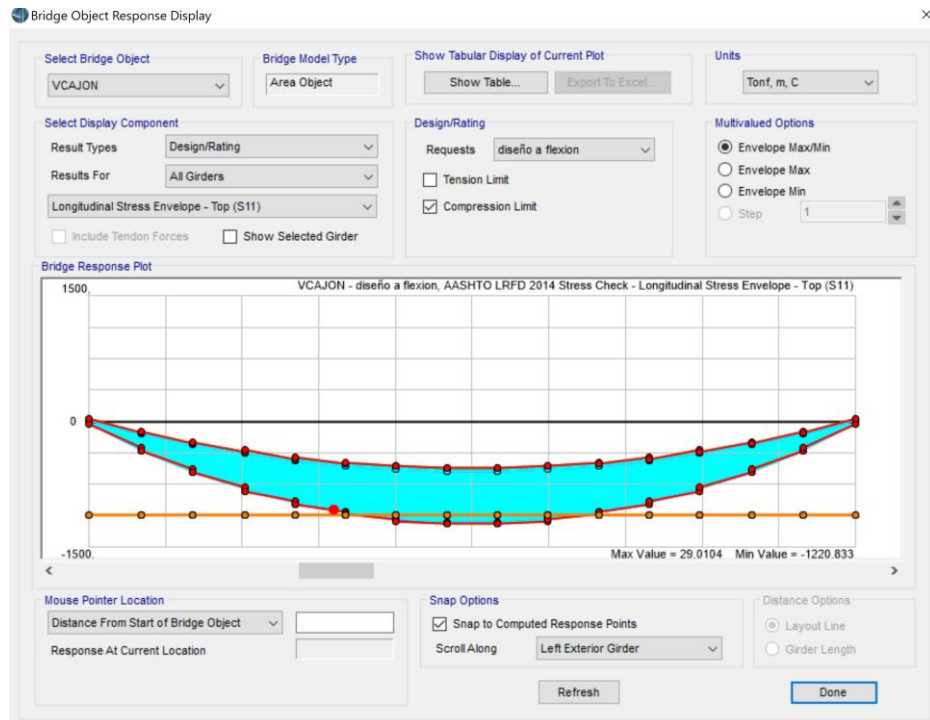 Bridge Object Response Display
Select Bridge Object
VCAJON
Bridge Model Type
Area Object
Show Tabular Display of Current Plot
Show Table...
Export To Excel...
Units
Tonf, m, C
Select Display Component
Result Types
Design/Rating
Results For
All Girders
Longitudinal Stress Envelope - Top (S11)
Include Tendon Forces
Show Selected Girder
Design/Rating
Requests
diseño a flexion
Tension Limit
Compression Limit
Multivalued Options
Envelope Max/Min
Envelope Max
Envelope Min
Step
1
Bridge Response Plot
1500.
VCAJON - diseño a flexion, AASHTO LRFD 2014 Stress Check - Longitudinal Stress Envelope - Top (S11)
0
-1500.
Max Value = 29.0104 Min Value = -1220.833
Mouse Pointer Location
Distance From Start of Bridge Object
Response At Current Location
Snap Options
Snap to Computed Response Points
Scroll Along
Left Exterior Girder
Distance Options
Layout Line
Girder Length
Refresh
Done